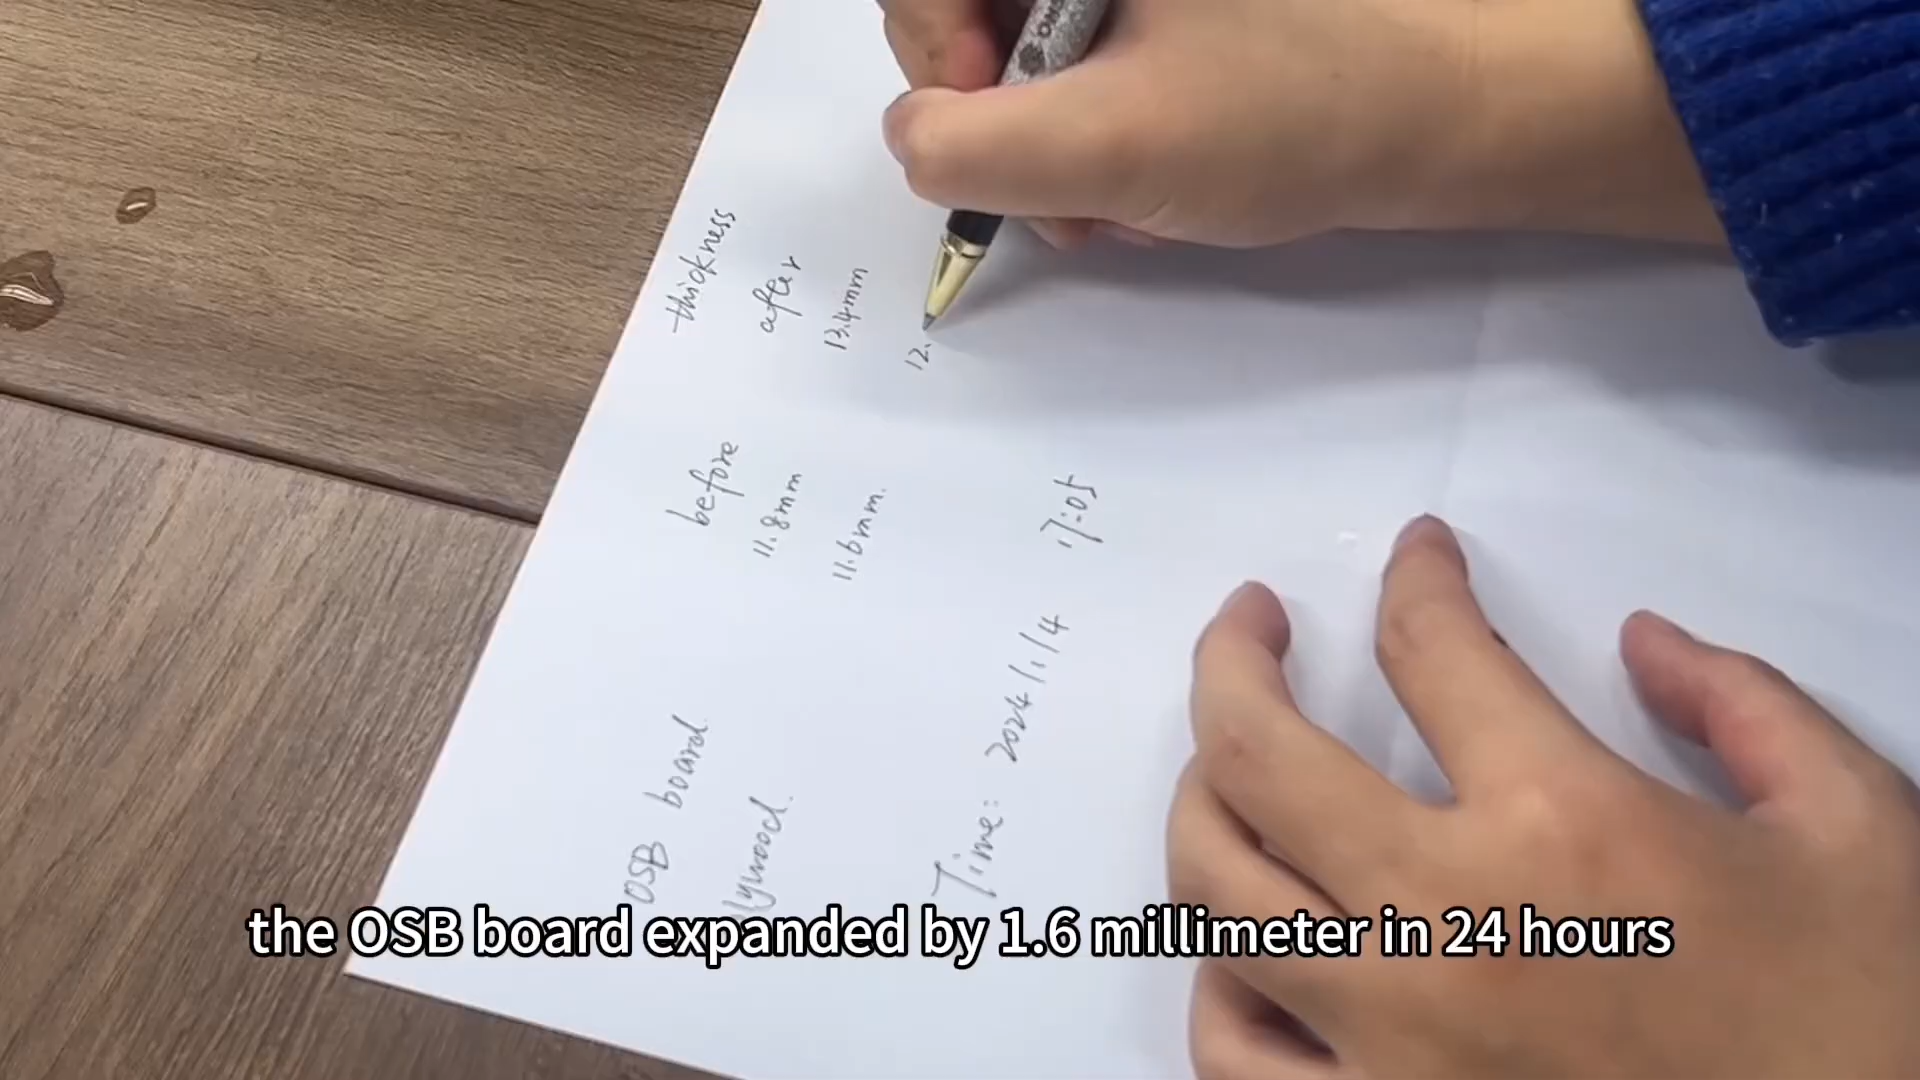 thickness
before after
OSB board 11.8mm 13.4mm
lywood 11.6mm. 12.
Time: 2024/1/4 17:05
the OSB board expanded by 1.6 millimeter in 24 hours